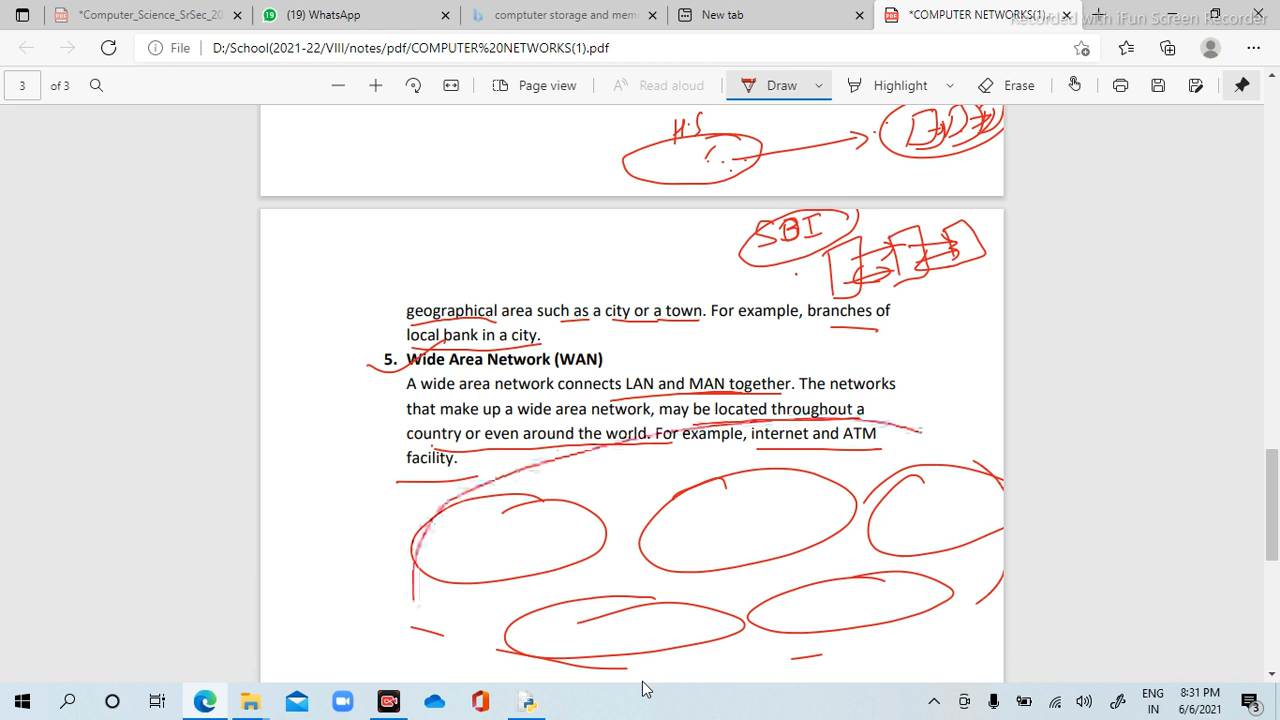 *Computer_Science_Sepc_20
(19) WhatsApp
comptuter storage and mem
New tab
*COMPUTER NETWORKS(1).pdf
Recorded with iFun Screen Recorder
File
D:/School(2021-22/VIII/notes/pdf/COMPUTER%20NETWORKS(1).pdf
3 of 3
Page view
Read aloud
Draw
Highlight
Erase
H.S
SBI
geographical area such as a city or a town. For example, branches of
local bank in a city.
5. Wide Area Network (WAN)
A wide area network connects LAN and MAN together. The networks
that make up a wide area network, may be located throughout a
country or even around the world. For example, internet and ATM
facility.
ENG
IN
8:31 PM
6/6/2021
3